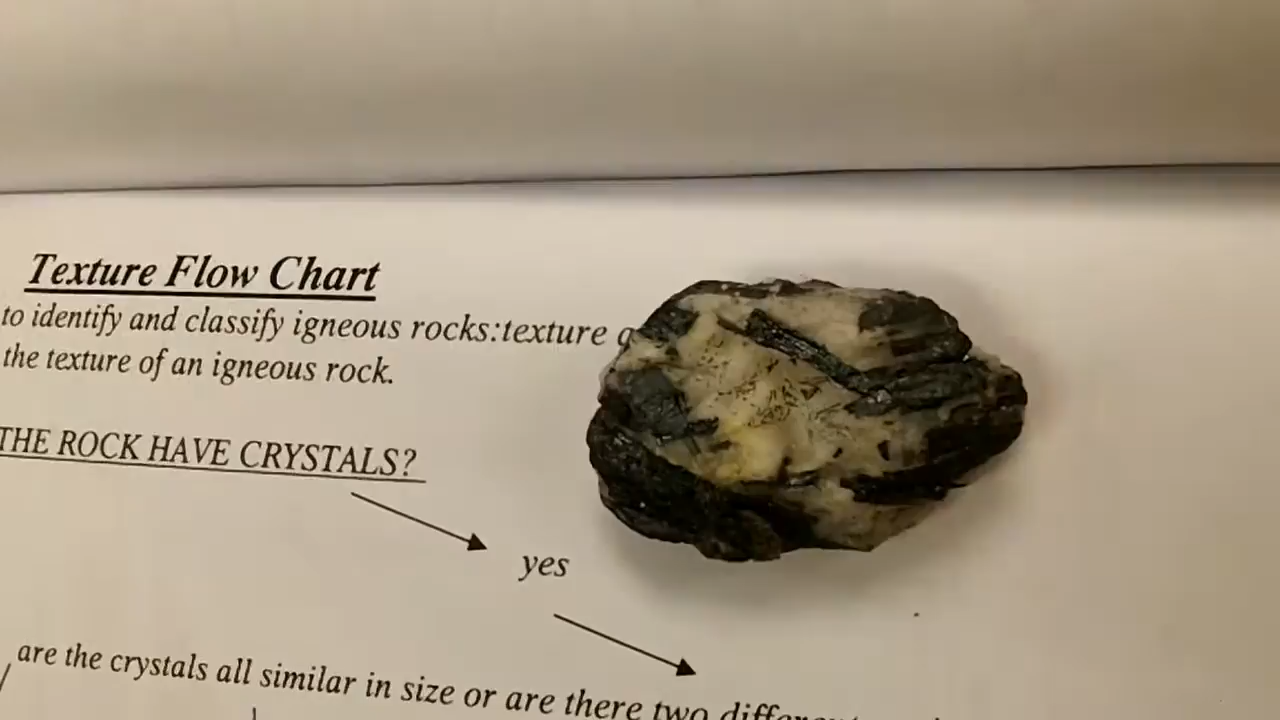 Texture Flow Chart
to identify and classify igneous rocks:texture
the texture of an igneous rock.
THE ROCK HAVE CRYSTALS?
yes
are the crystals all similar in size or are there two